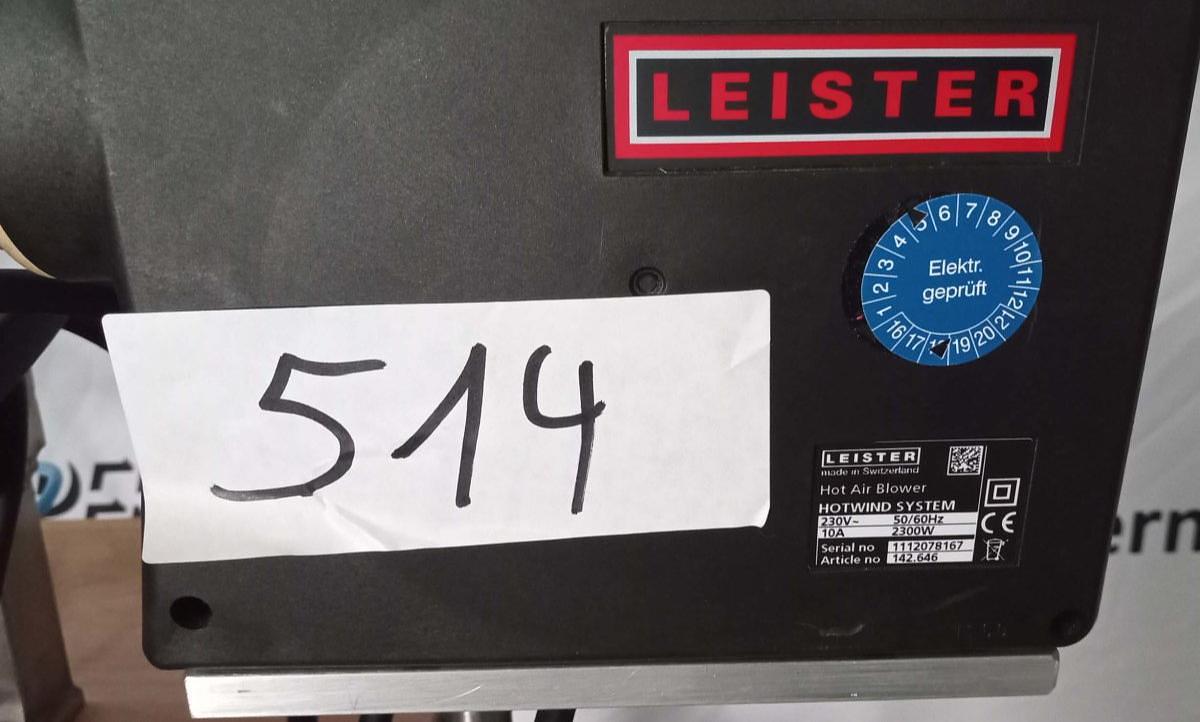 LEISTER
1 2 3 4 5 6 7 8 9 10 11 12
Elektr.
geprüft
16 17 19 20 21
514
LEISTER
made in Switzerland
Hot Air Blower
HOTWIND SYSTEM
230V~ 50/60Hz
10A 2300W
CE
Serial no 1112078167
Article no 142.646
ern